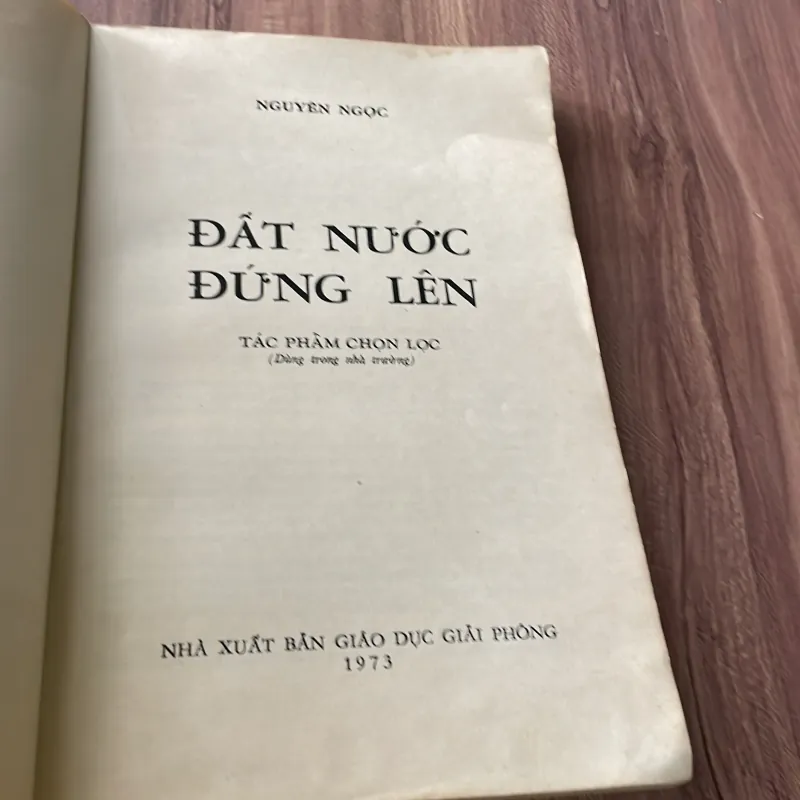 NGUYÊN NGỌC
ĐẤT NƯỚC
ĐỨNG LÊN
TÁC PHẨM CHỌN LỌC
(Dùng trong nhà trường)
NHÀ XUẤT BẢN GIÁO DỤC GIẢI PHÓNG
1973